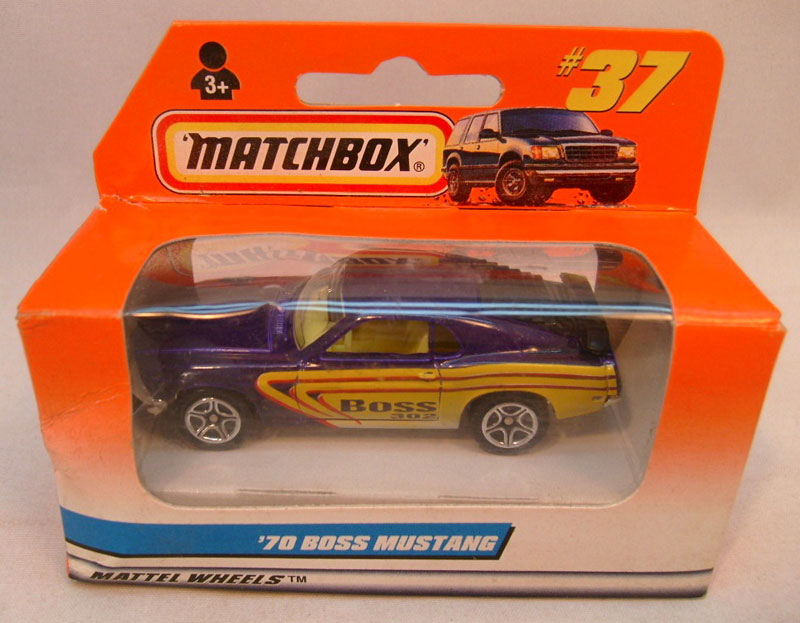 3+
#37
'MATCHBOX'®
BOSS
302
'70 BOSS MUSTANG
MATTEL WHEELS™